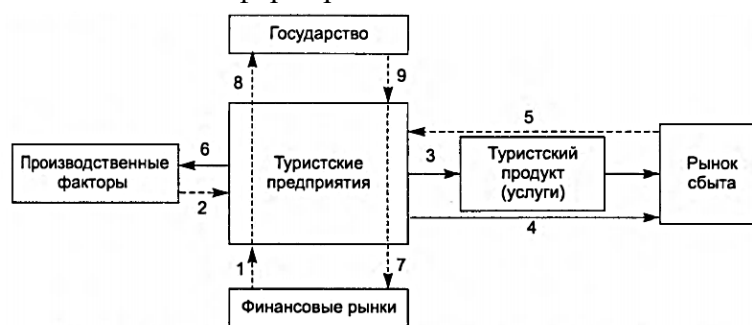 Государство
8
9
5
6
Производственные
факторы
2
Туристские
предприятия
3
Туристский
продукт
(услуги)
Рынок
сбыта
4
1
7
Финансовые рынки